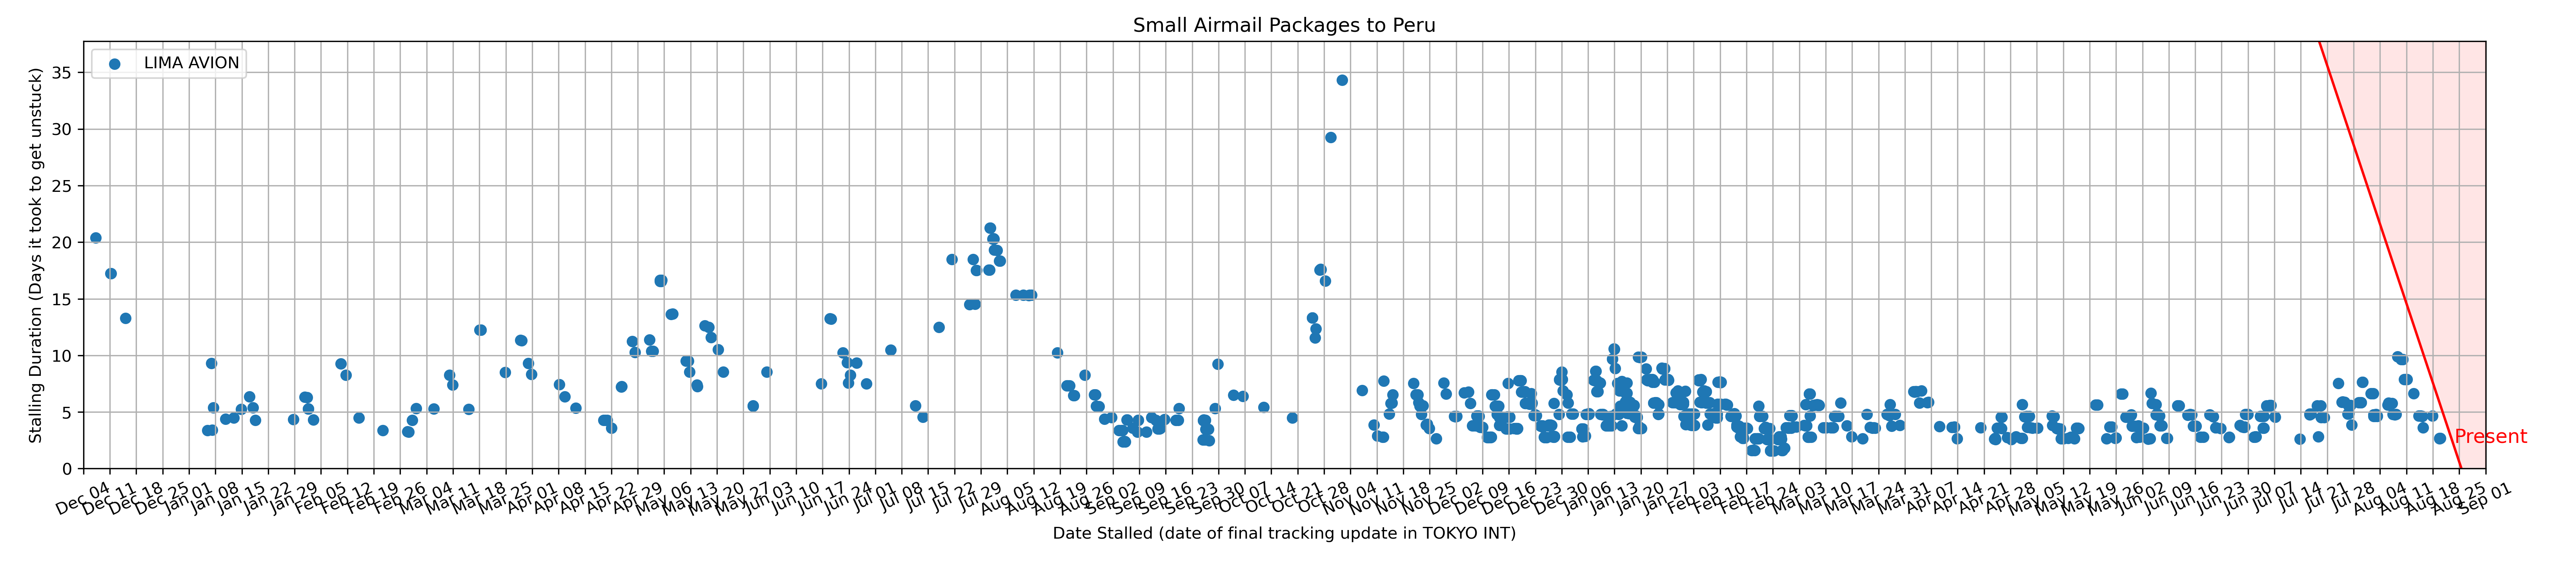 Small Airmail Packages to Peru
LIMA AVION
Stalling Duration (Days it took to get unstuck)
35
30
25
20
15
10
5
0
Present
Dec 04
Dec 11
Dec 18
Dec 25
Jan 01
Jan 08
Jan 15
Jan 22
Jan 29
Feb 05
Feb 12
Feb 19
Feb 26
Mar 04
Mar 11
Mar 18
Mar 25
Apr 01
Apr 08
Apr 15
Apr 22
Apr 29
May 06
May 13
May 20
May 27
Jun 03
Jun 10
Jun 17
Jun 24
Jul 01
Jul 08
Jul 15
Jul 22
Jul 29
Aug 05
Aug 12
Aug 19
Aug 26
Sep 02
Sep 09
Sep 16
Sep 23
Sep 30
Oct 07
Oct 14
Oct 21
Oct 28
Nov 04
Nov 11
Nov 18
Nov 25
Dec 02
Dec 09
Dec 16
Dec 23
Dec 30
Jan 06
Jan 13
Jan 20
Jan 27
Feb 03
Feb 10
Feb 17
Feb 24
Mar 03
Mar 10
Mar 17
Mar 24
Mar 31
Apr 07
Apr 14
Apr 21
Apr 28
May 05
May 12
May 19
May 26
Jun 02
Jun 09
Jun 16
Jun 23
Jun 30
Jul 07
Jul 14
Jul 21
Jul 28
Aug 04
Aug 11
Aug 18
Aug 25
Sep 01
Date Stalled (date of final tracking update in TOKYO INT)